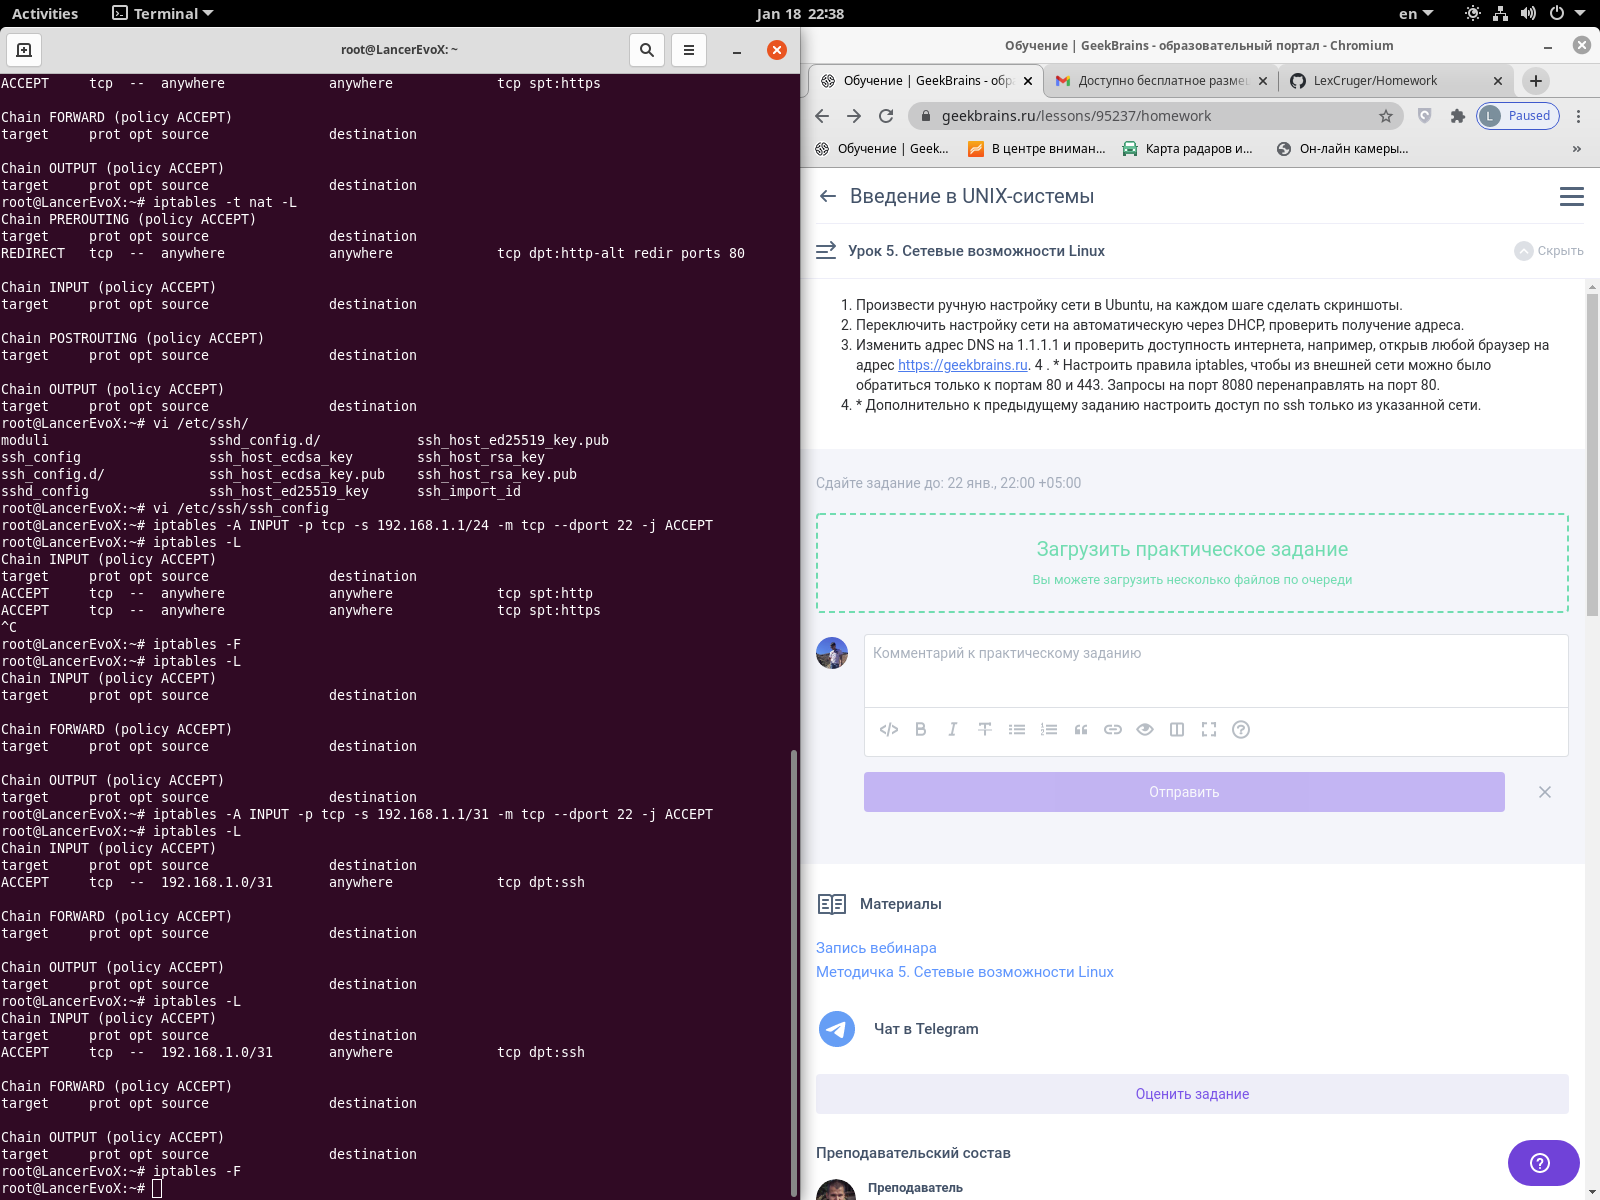 Activities
Terminal
Jan 18 22:38
en
root@LancerEvoX: ~
ACCEPT     tcp  --  anywhere             anywhere             tcp spt:https
Chain FORWARD (policy ACCEPT)
target     prot opt source               destination
Chain OUTPUT (policy ACCEPT)
target     prot opt source               destination
root@LancerEvoX:~# iptables -t nat -L
Chain PREROUTING (policy ACCEPT)
target     prot opt source               destination
REDIRECT   tcp  --  anywhere             anywhere             tcp dpt:http-alt redir ports 80
Chain INPUT (policy ACCEPT)
target     prot opt source               destination
Chain POSTROUTING (policy ACCEPT)
target     prot opt source               destination
Chain OUTPUT (policy ACCEPT)
target     prot opt source               destination
root@LancerEvoX:~# vi /etc/ssh/
moduli                    sshd_config.d/            ssh_host_ed25519_key.pub
ssh_config                ssh_host_ecdsa_key        ssh_host_rsa_key
ssh_config.d/             ssh_host_ecdsa_key.pub    ssh_host_rsa_key.pub
sshd_config               ssh_host_ed25519_key      ssh_import_id
root@LancerEvoX:~# vi /etc/ssh/ssh_config
root@LancerEvoX:~# iptables -A INPUT -p tcp -s 192.168.1.1/24 -m tcp --dport 22 -j ACCEPT
root@LancerEvoX:~# iptables -L
Chain INPUT (policy ACCEPT)
target     prot opt source               destination
ACCEPT     tcp  --  anywhere             anywhere             tcp spt:http
ACCEPT     tcp  --  anywhere             anywhere             tcp spt:https
^C
root@LancerEvoX:~# iptables -F
root@LancerEvoX:~# iptables -L
Chain INPUT (policy ACCEPT)
target     prot opt source               destination
Chain FORWARD (policy ACCEPT)
target     prot opt source               destination
Chain OUTPUT (policy ACCEPT)
target     prot opt source               destination
root@LancerEvoX:~# iptables -A INPUT -p tcp -s 192.168.1.1/31 -m tcp --dport 22 -j ACCEPT
root@LancerEvoX:~# iptables -L
Chain INPUT (policy ACCEPT)
target     prot opt source               destination
ACCEPT     tcp  --  192.168.1.0/31       anywhere             tcp dpt:ssh
Chain FORWARD (policy ACCEPT)
target     prot opt source               destination
Chain OUTPUT (policy ACCEPT)
target     prot opt source               destination
root@LancerEvoX:~# iptables -L
Chain INPUT (policy ACCEPT)
target     prot opt source               destination
ACCEPT     tcp  --  192.168.1.0/31       anywhere             tcp dpt:ssh
Chain FORWARD (policy ACCEPT)
target     prot opt source               destination
Chain OUTPUT (policy ACCEPT)
target     prot opt source               destination
root@LancerEvoX:~# iptables -F
root@LancerEvoX:~#
Обучение | GeekBrains - образовательный портал - Chromium
Обучение | GeekBrains - обр
Доступно бесплатное разме
LexCruger/Homework
geekbrains.ru/lessons/95237/homework
L Paused
Обучение | Geek...
В центре вниман...
Карта радаров и...
Он-лайн камеры...
»
Введение в UNIX-системы
Урок 5. Сетевые возможности Linux
Скрыть
1. Произвести ручную настройку сети в Ubuntu, на каждом шаге сделать скриншоты.
2. Переключить настройку сети на автоматическую через DHCP, проверить получение адреса.
3. Изменить адрес DNS на 1.1.1.1 и проверить доступность интернета, например, открыв любой браузер на
адрес https://geekbrains.ru. 4 . * Настроить правила iptables, чтобы из внешней сети можно было
обратиться только к портам 80 и 443. Запросы на порт 8080 перенаправлять на порт 80.
4. * Дополнительно к предыдущему заданию настроить доступ по ssh только из указанной сети.
Сдайте задание до: 22 янв., 22:00 +05:00
Загрузить практическое задание
Вы можете загрузить несколько файлов по очереди
Комментарий к практическому заданию
Отправить
Материалы
Запись вебинара
Методичка 5. Сетевые возможности Linux
Чат в Telegram
Оценить задание
Преподавательский состав
Преподаватель